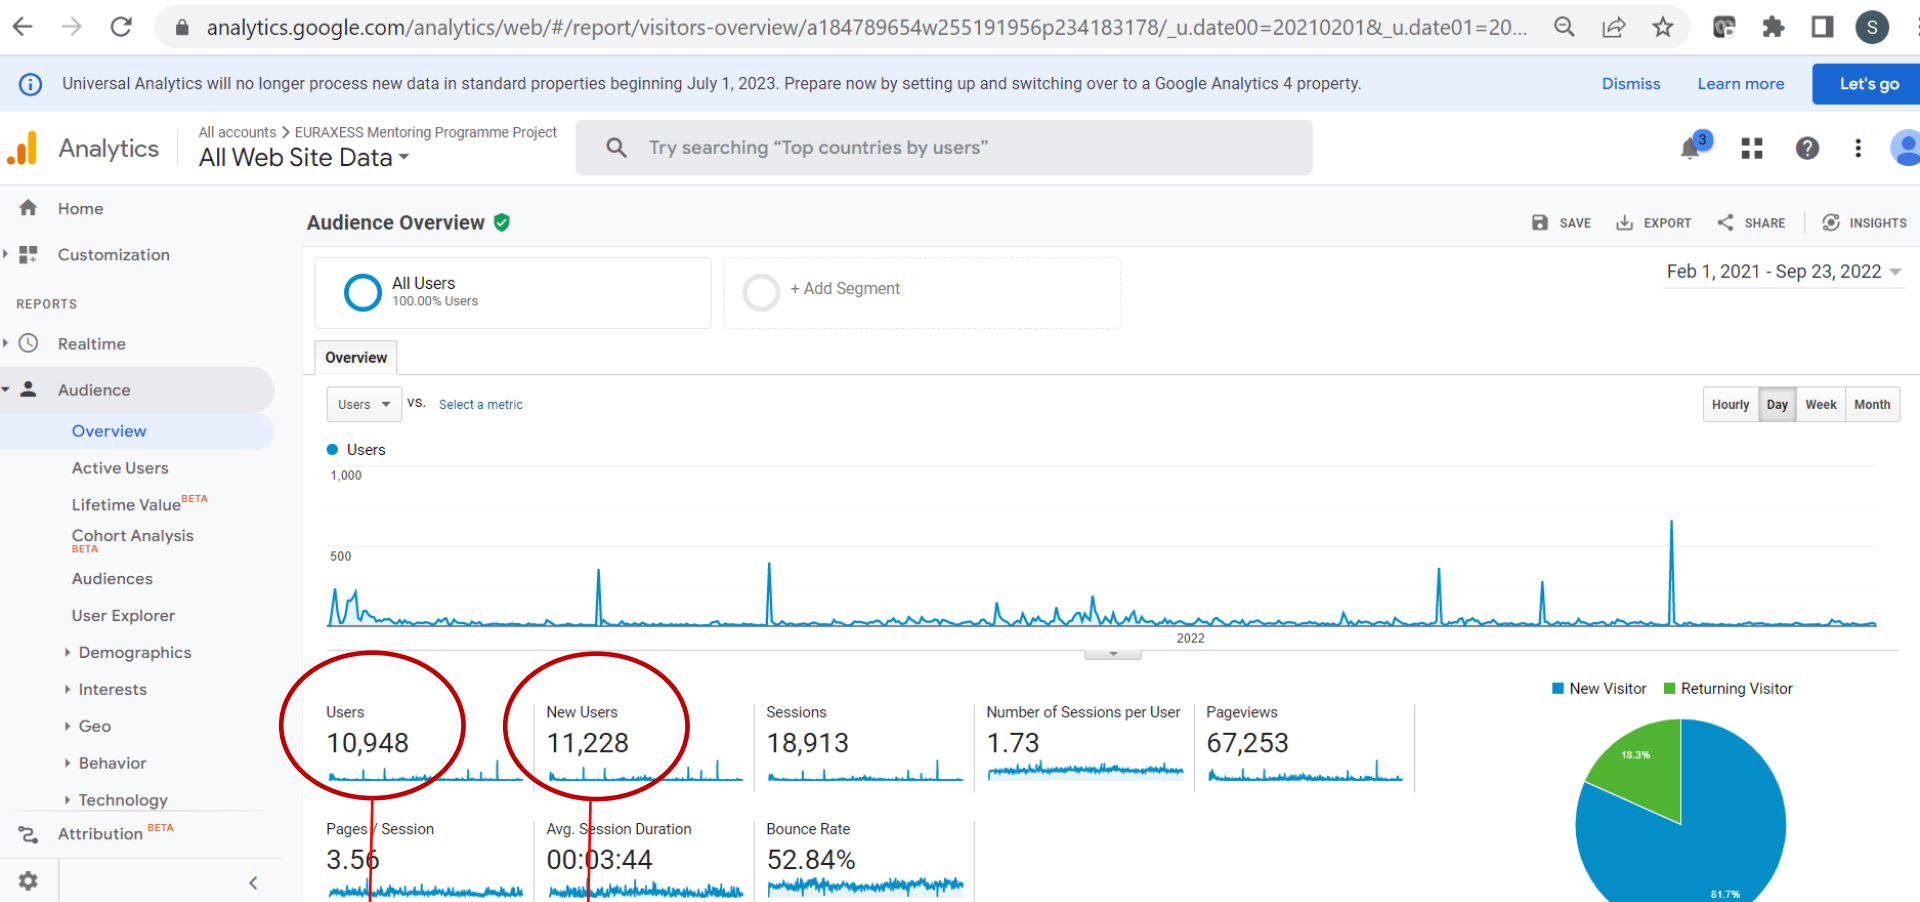 analytics.google.com/analytics/web/#/report/visitors-overview/a184789654w255191956p234183178/_u.date00=20210201&_u.date01=20...
S
Universal Analytics will no longer process new data in standard properties beginning July 1, 2023. Prepare now by setting up and switching over to a Google Analytics 4 property.
Dismiss
Learn more
Let's go
Analytics
All accounts > EURAXESS Mentoring Programme Project
All Web Site Data
Try searching “Top countries by users”
3
Home
Customization
REPORTS
Realtime
Audience
Overview
Active Users
Lifetime Value BETA
Cohort Analysis
BETA
Audiences
User Explorer
Demographics
Interests
Geo
Behavior
Technology
Attribution BETA
Audience Overview
SAVE
EXPORT
SHARE
INSIGHTS
All Users
100.00% Users
+ Add Segment
Feb 1, 2021 - Sep 23, 2022
Overview
Users
VS.
Select a metric
Hourly
Day
Week
Month
Users
1,000
500
2022
Users
10,948
New Users
11,228
Sessions
18,913
Number of Sessions per User
1.73
Pageviews
67,253
Pages / Session
3.56
Avg. Session Duration
00:03:44
Bounce Rate
52.84%
New Visitor
Returning Visitor
18.3%
81.7%